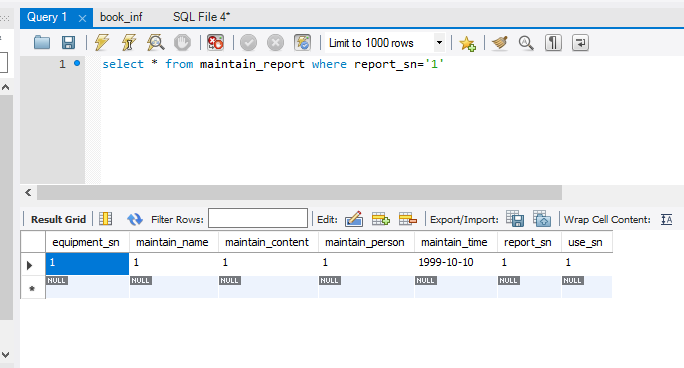 Query 1 book_inf SQL File 4*
Limit to 1000 rows
1 select * from maintain_report where report_sn='1'
Result Grid Filter Rows: Edit: Export/Import: Wrap Cell Content:
equipment_sn maintain_name maintain_content maintain_person maintain_time report_sn use_sn
1 1 1 1 1999-10-10 1 1
NULL NULL NULL NULL NULL NULL NULL